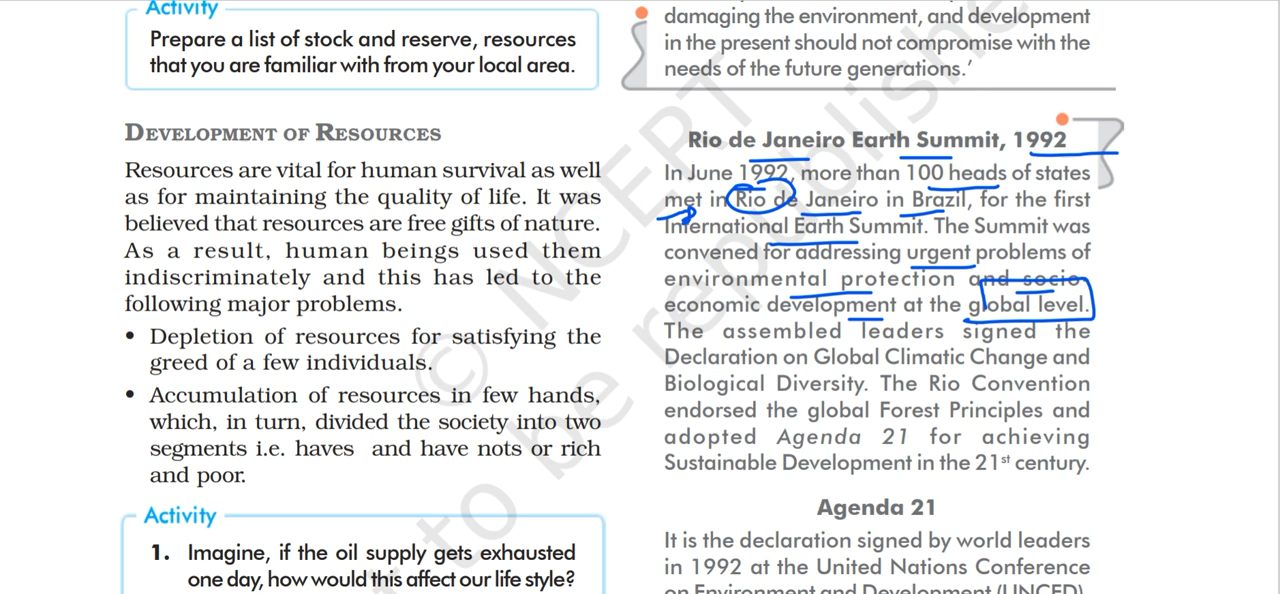 Activity
Prepare a list of stock and reserve, resources
that you are familiar with from your local area.
DEVELOPMENT OF RESOURCES
Resources are vital for human survival as well
as for maintaining the quality of life. It was
believed that resources are free gifts of nature.
As a result, human beings used them
indiscriminately and this has led to the
following major problems.
• Depletion of resources for satisfying the
greed of a few individuals.
• Accumulation of resources in few hands,
which, in turn, divided the society into two
segments i.e. haves and have nots or rich
and poor.
Activity
1. Imagine, if the oil supply gets exhausted
one day, how would this affect our life style?
damaging the environment, and development
in the present should not compromise with the
needs of the future generations.’
Rio de Janeiro Earth Summit, 1992
In June 1992, more than 100 heads of states
met in Rio de Janeiro in Brazil, for the first
International Earth Summit. The Summit was
convened for addressing urgent problems of
environmental protection and socio
economic development at the global level.
The assembled leaders signed the
Declaration on Global Climatic Change and
Biological Diversity. The Rio Convention
endorsed the global Forest Principles and
adopted Agenda 21 for achieving
Sustainable Development in the 21st century.
Agenda 21
It is the declaration signed by world leaders
in 1992 at the United Nations Conference
on Environment and Development (UNCED),
© NCERT
not to be republished